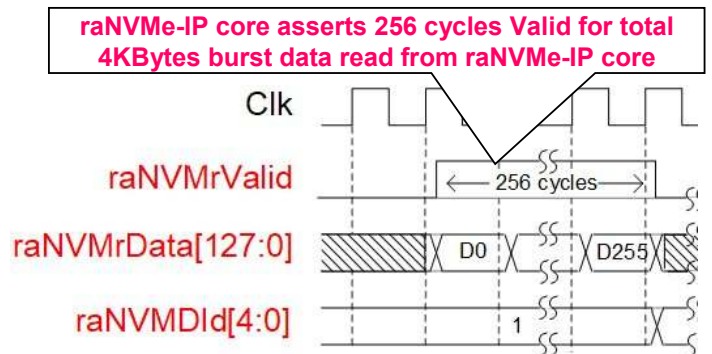 raNVMe-IP core asserts 256 cycles Valid for total
4KBytes burst data read from raNVMe-IP core
Clk
raNVMrValid
256 cycles
raNVMrData[127:0]
D0
D255
raNVMDId[4:0]
1